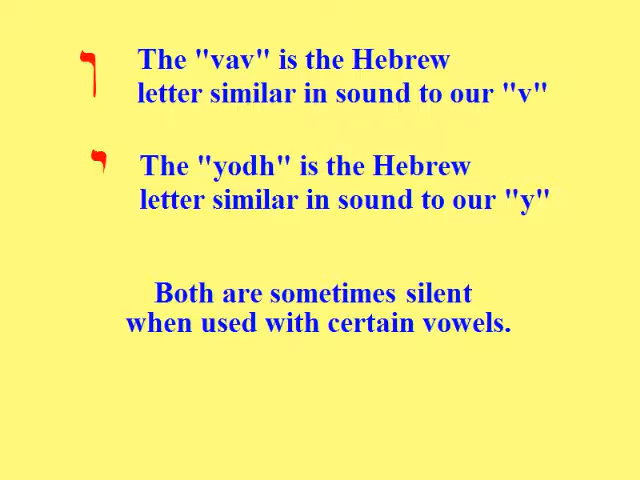 ו The "vav" is the Hebrew
letter similar in sound to our "v"
י The "yodh" is the Hebrew
letter similar in sound to our "y"
Both are sometimes silent
when used with certain vowels.